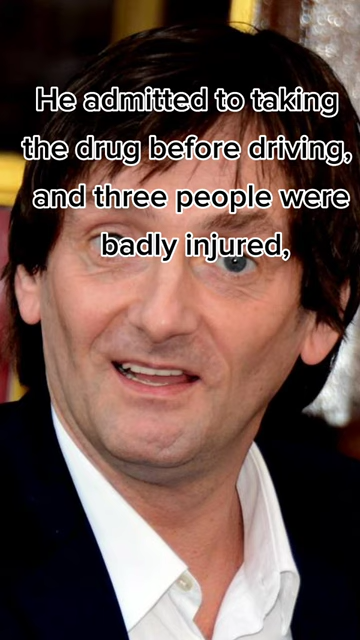 He admitted to taking
the drug before driving,
and three people were
badly injured,